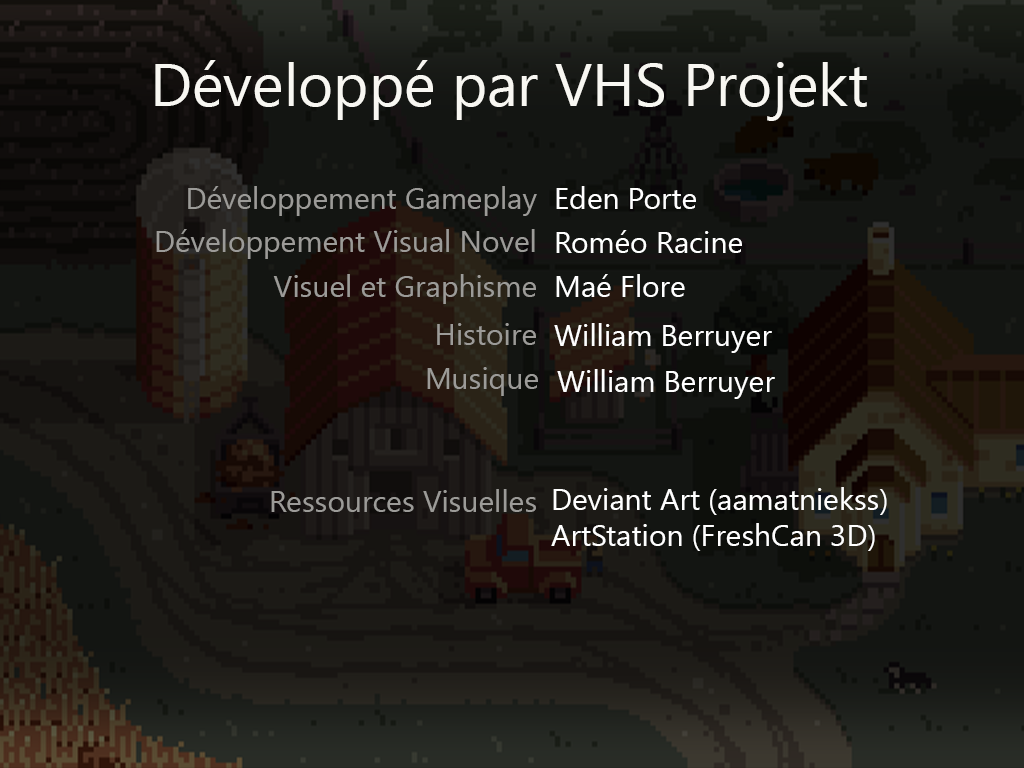 Développé par VHS Projekt
Développement Gameplay Eden Porte
Développement Visual Novel Roméo Racine
Visuel et Graphisme Maé Flore
Histoire William Berruyer
Musique William Berruyer
Ressources Visuelles Deviant Art (aamatniekss)
ArtStation (FreshCan 3D)